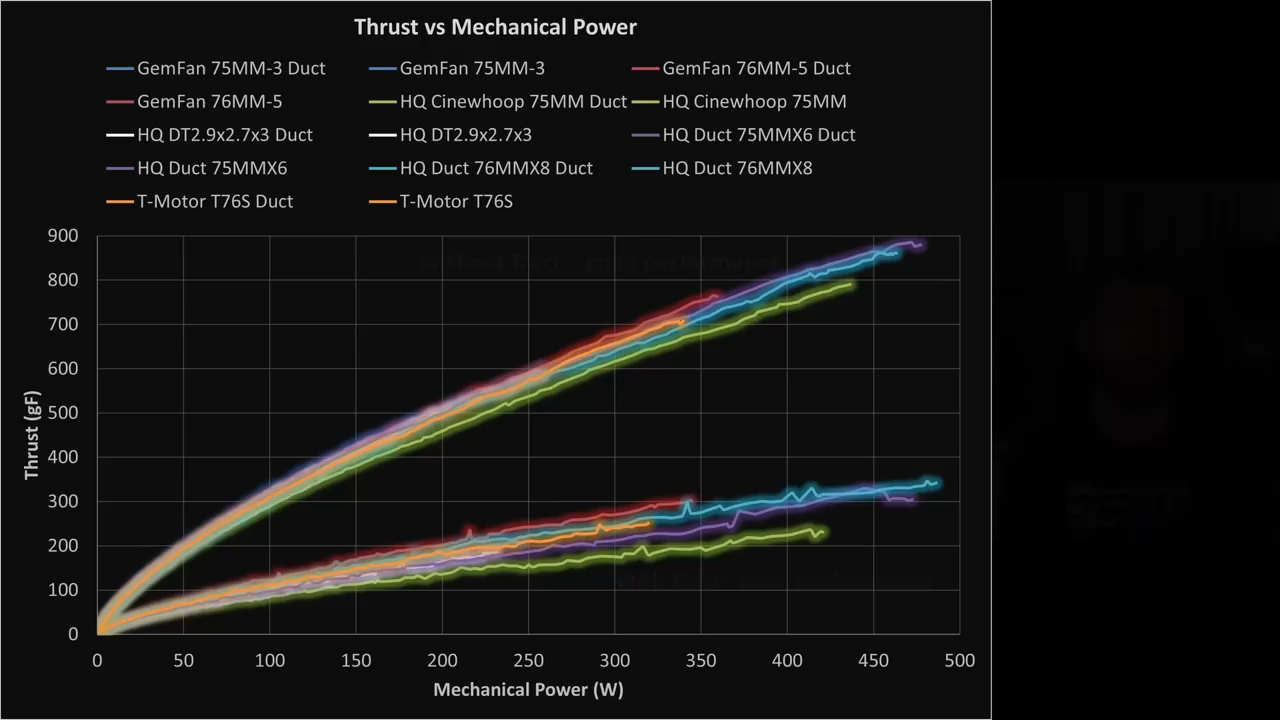 Thrust vs Mechanical Power
GemFan 75MM-3 Duct GemFan 75MM-3 GemFan 76MM-5 Duct
GemFan 76MM-5 HQ Cinewhoop 75MM Duct HQ Cinewhoop 75MM
HQ DT2.9x2.7x3 Duct HQ DT2.9x2.7x3 HQ Duct 75MMX6 Duct
HQ Duct 75MMX6 HQ Duct 76MMX8 Duct HQ Duct 76MMX8
T-Motor T76S Duct T-Motor T76S
900
Without Duct - good performance
800
700
600
500
400
300
200
100
0
Thrust (gF)
0 50 100 150 200 250 300 350 400 450 500
Mechanical Power (W)